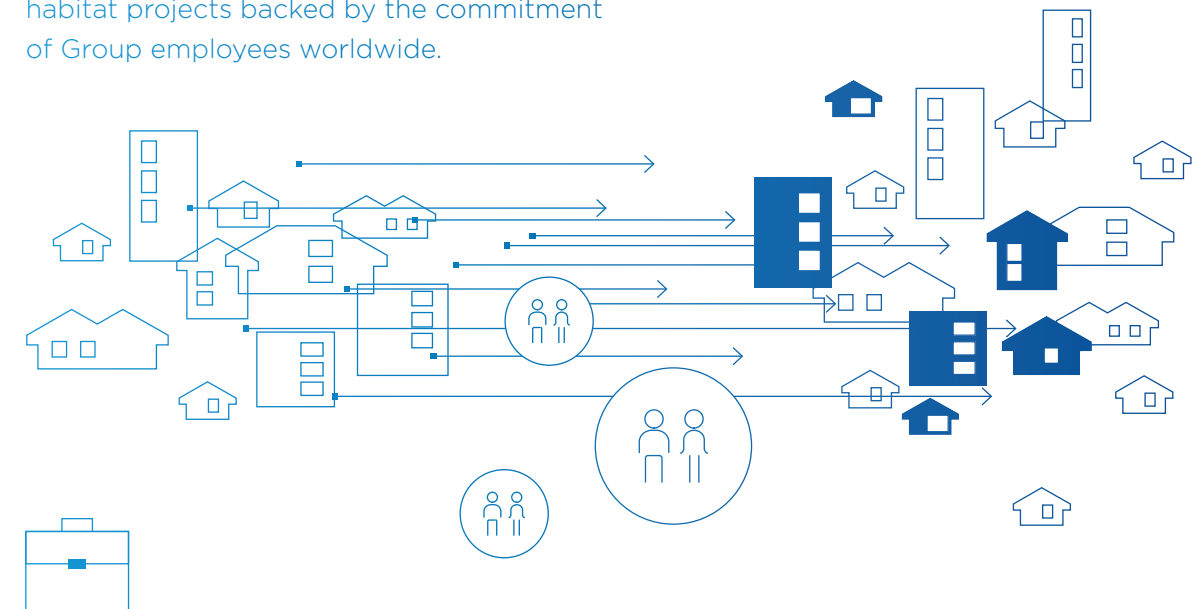 habitat projects backed by the commitment
of Group employees worldwide.